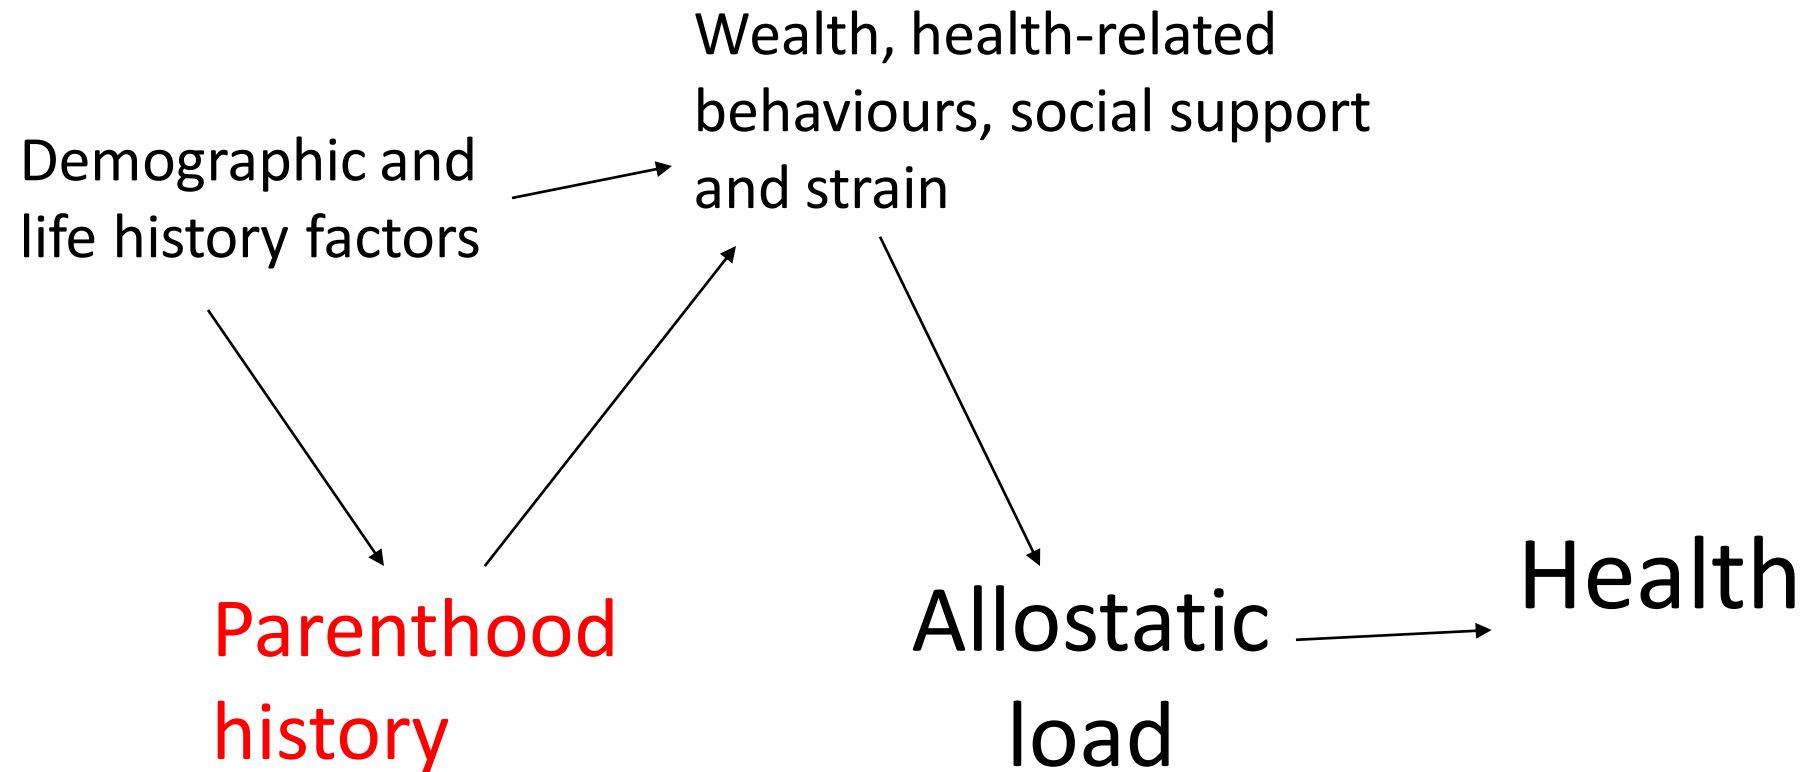 Wealth, health-related
behaviours, social support
and strain
Demographic and
life history factors
Parenthood
history
Allostatic
load
Health